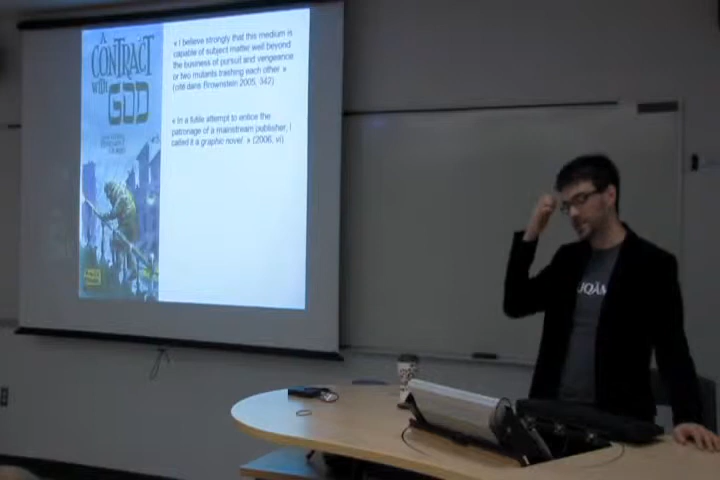 A
CONTRACT
WITH
GOD
« I believe strongly that this medium is
capable of subject matter well beyond
the business of pursuit and vengeance
or two mutants trashing each other »
(cité dans Brownstein 2005, 342)
« In a futile attempt to entice the
patronage of a mainstream publisher, I
called it a graphic novel. » (2006, vi)
UQÀM